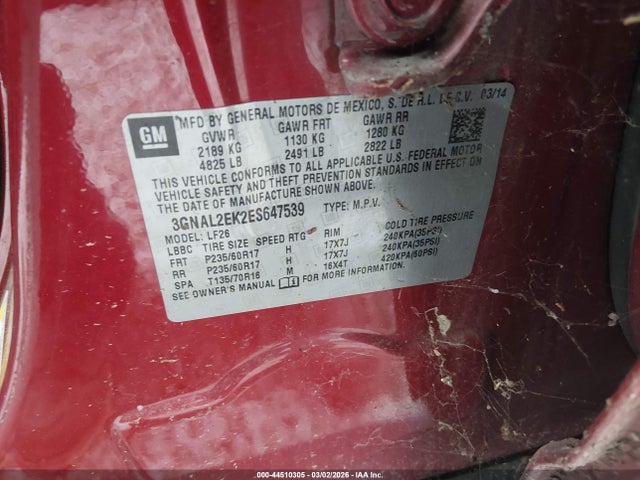 GM
MFD BY GENERAL MOTORS DE MEXICO, S. DE R.L. DE C.V. 03/14
GVWR GAWR FRT GAWR RR
2189 KG 1130 KG 1280 KG
4825 LB 2491 LB 2822 LB
THIS VEHICLE CONFORMS TO ALL APPLICABLE U.S. FEDERAL MOTOR
VEHICLE SAFETY AND THEFT PREVENTION STANDARDS IN EFFECT ON
THE DATE OF MANUFACTURE SHOWN ABOVE.
3GNAL2EK2ES647539 TYPE: M.P.V.
MODEL: LF26
LBBC TIRE SIZE SPEED RTG RIM COLD TIRE PRESSURE
FRT P235/60R17 H 17X7J 240KPA(35PSI)
RR P235/60R17 H 17X7J 240KPA(35PSI)
SPA T135/70R16 M 16X4T 420KPA(60PSI)
SEE OWNER'S MANUAL FOR MORE INFORMATION.
000-44510305 - 03/02/2026 - IAA Inc.